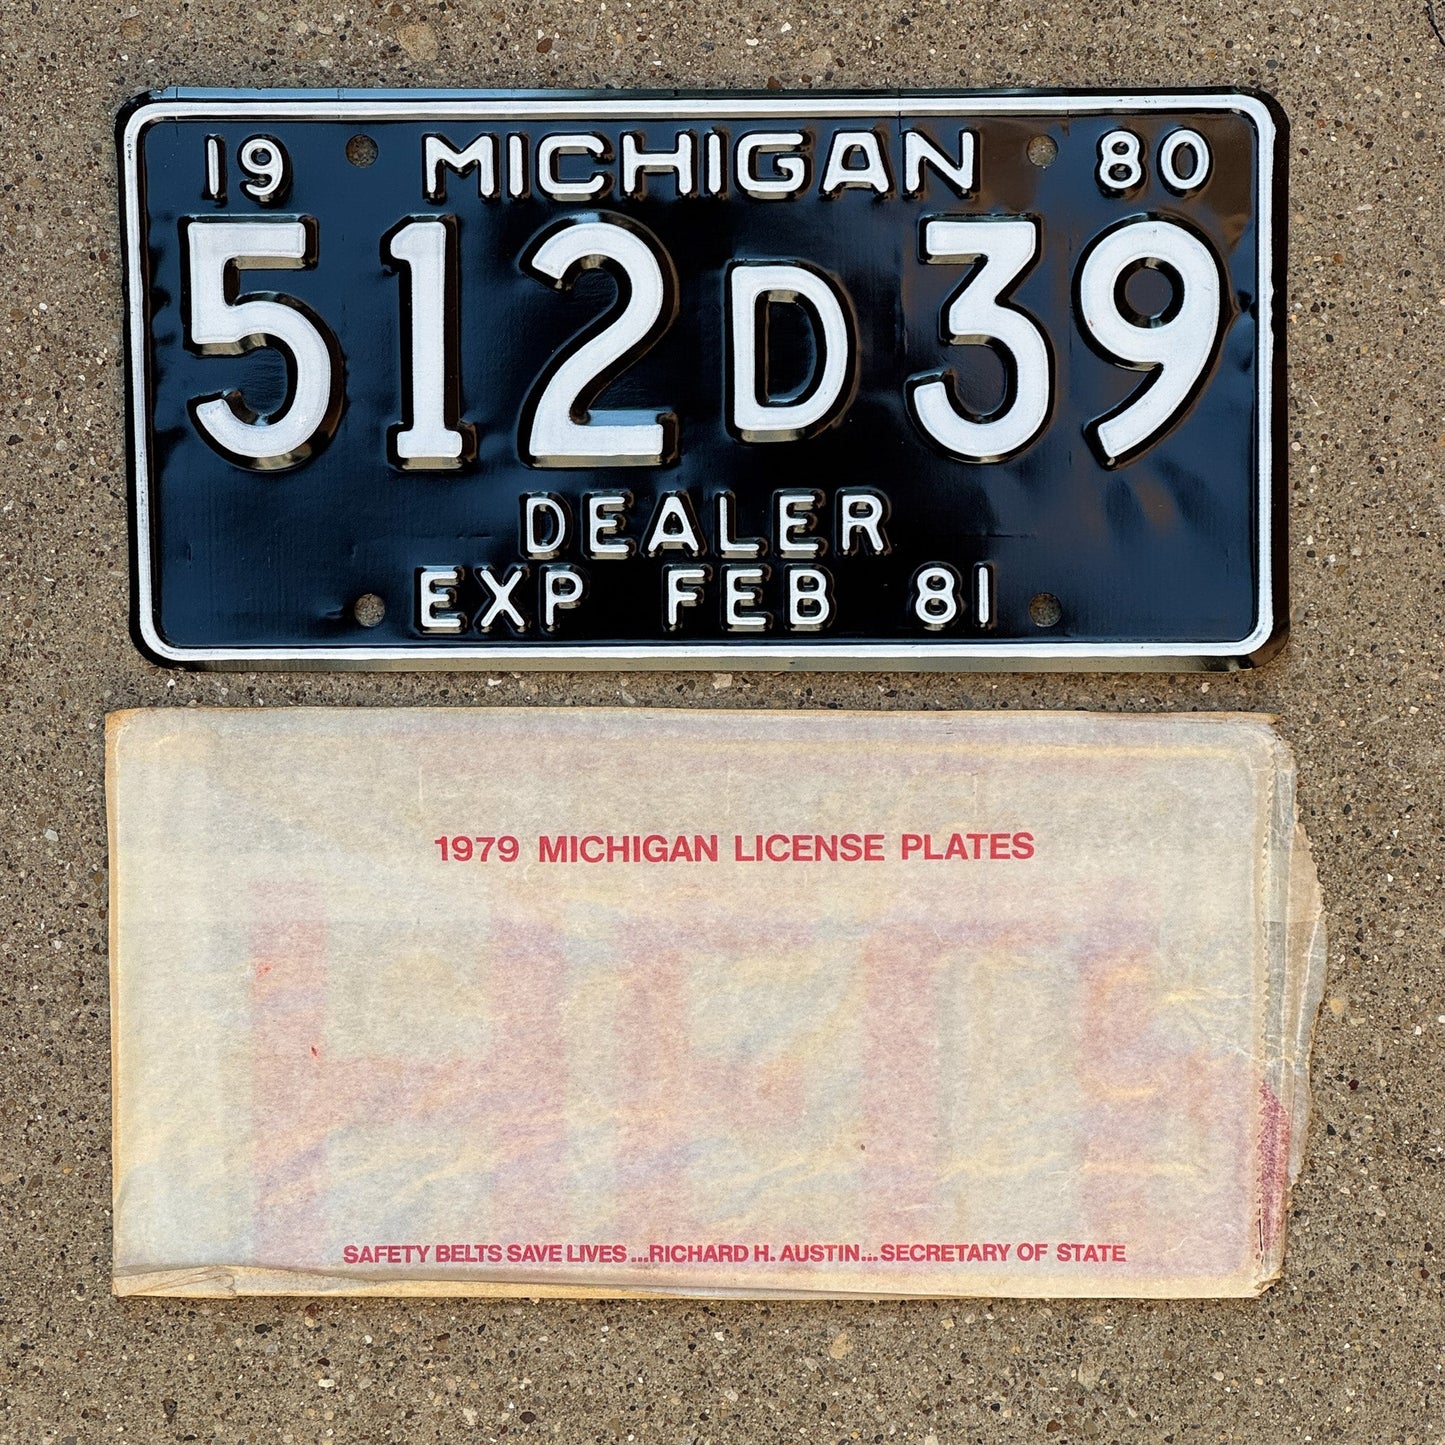 19 MICHIGAN 80
512D39
DEALER
EXP FEB 81
1979 MICHIGAN LICENSE PLATES
SAFETY BELTS SAVE LIVES...RICHARD H. AUSTIN...SECRETARY OF STATE